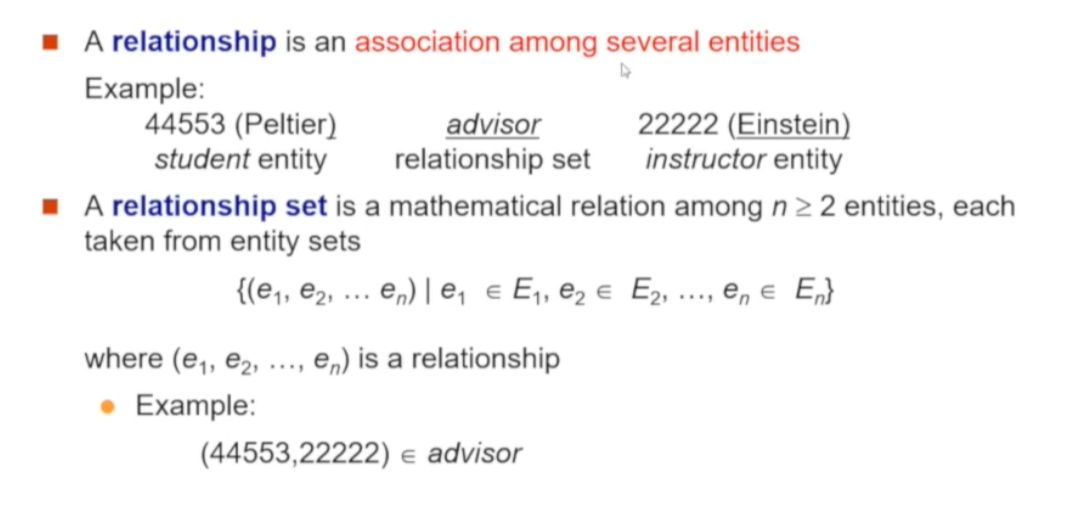 ■ A relationship is an association among several entities
Example:
44553 (Peltier) advisor 22222 (Einstein)
student entity relationship set instructor entity
■ A relationship set is a mathematical relation among n ≥ 2 entities, each
taken from entity sets
{(e₁, e₂, … eₙ) | e₁ ∈ E₁, e₂ ∈ E₂, …, eₙ ∈ Eₙ}
where (e₁, e₂, …, eₙ) is a relationship
● Example:
(44553,22222) ∈ advisor